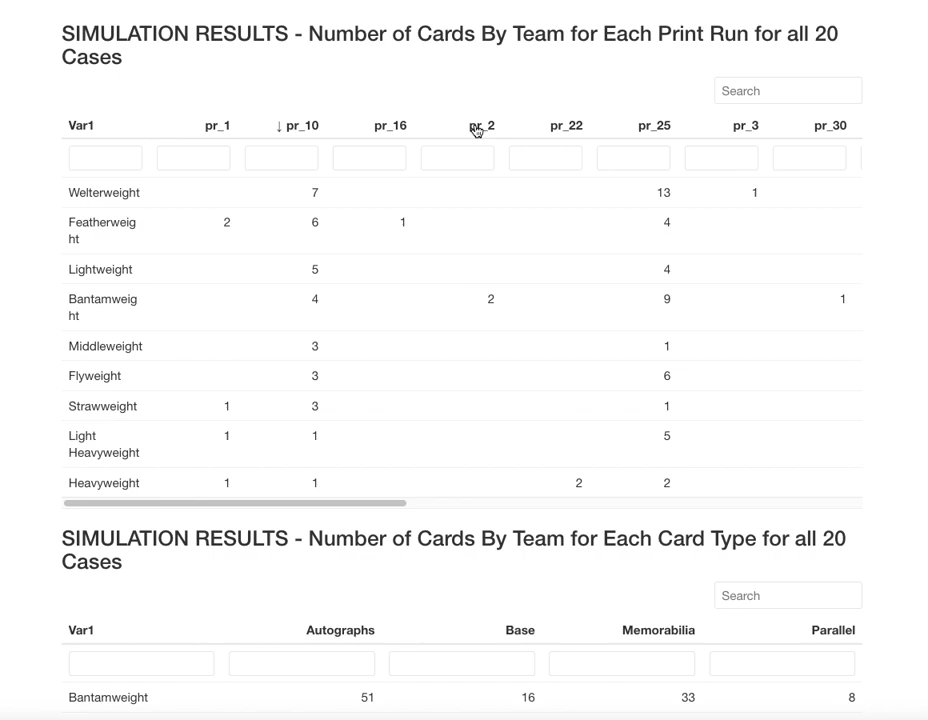 SIMULATION RESULTS - Number of Cards By Team for Each Print Run for all 20
Cases
Search
Var1 pr_1 ↓ pr_10 pr_16 pr_2 pr_22 pr_25 pr_3 pr_30
Welterweight 7 13 1
Featherweig 2 6 1 4
ht
Lightweight 5 4
Bantamweig 4 2 9 1
ht
Middleweight 3 1
Flyweight 3 6
Strawweight 1 3 1
Light 1 1 5
Heavyweight
Heavyweight 1 1 2 2
SIMULATION RESULTS - Number of Cards By Team for Each Card Type for all 20
Cases
Search
Var1 Autographs Base Memorabilia Parallel
Bantamweight 51 16 33 8